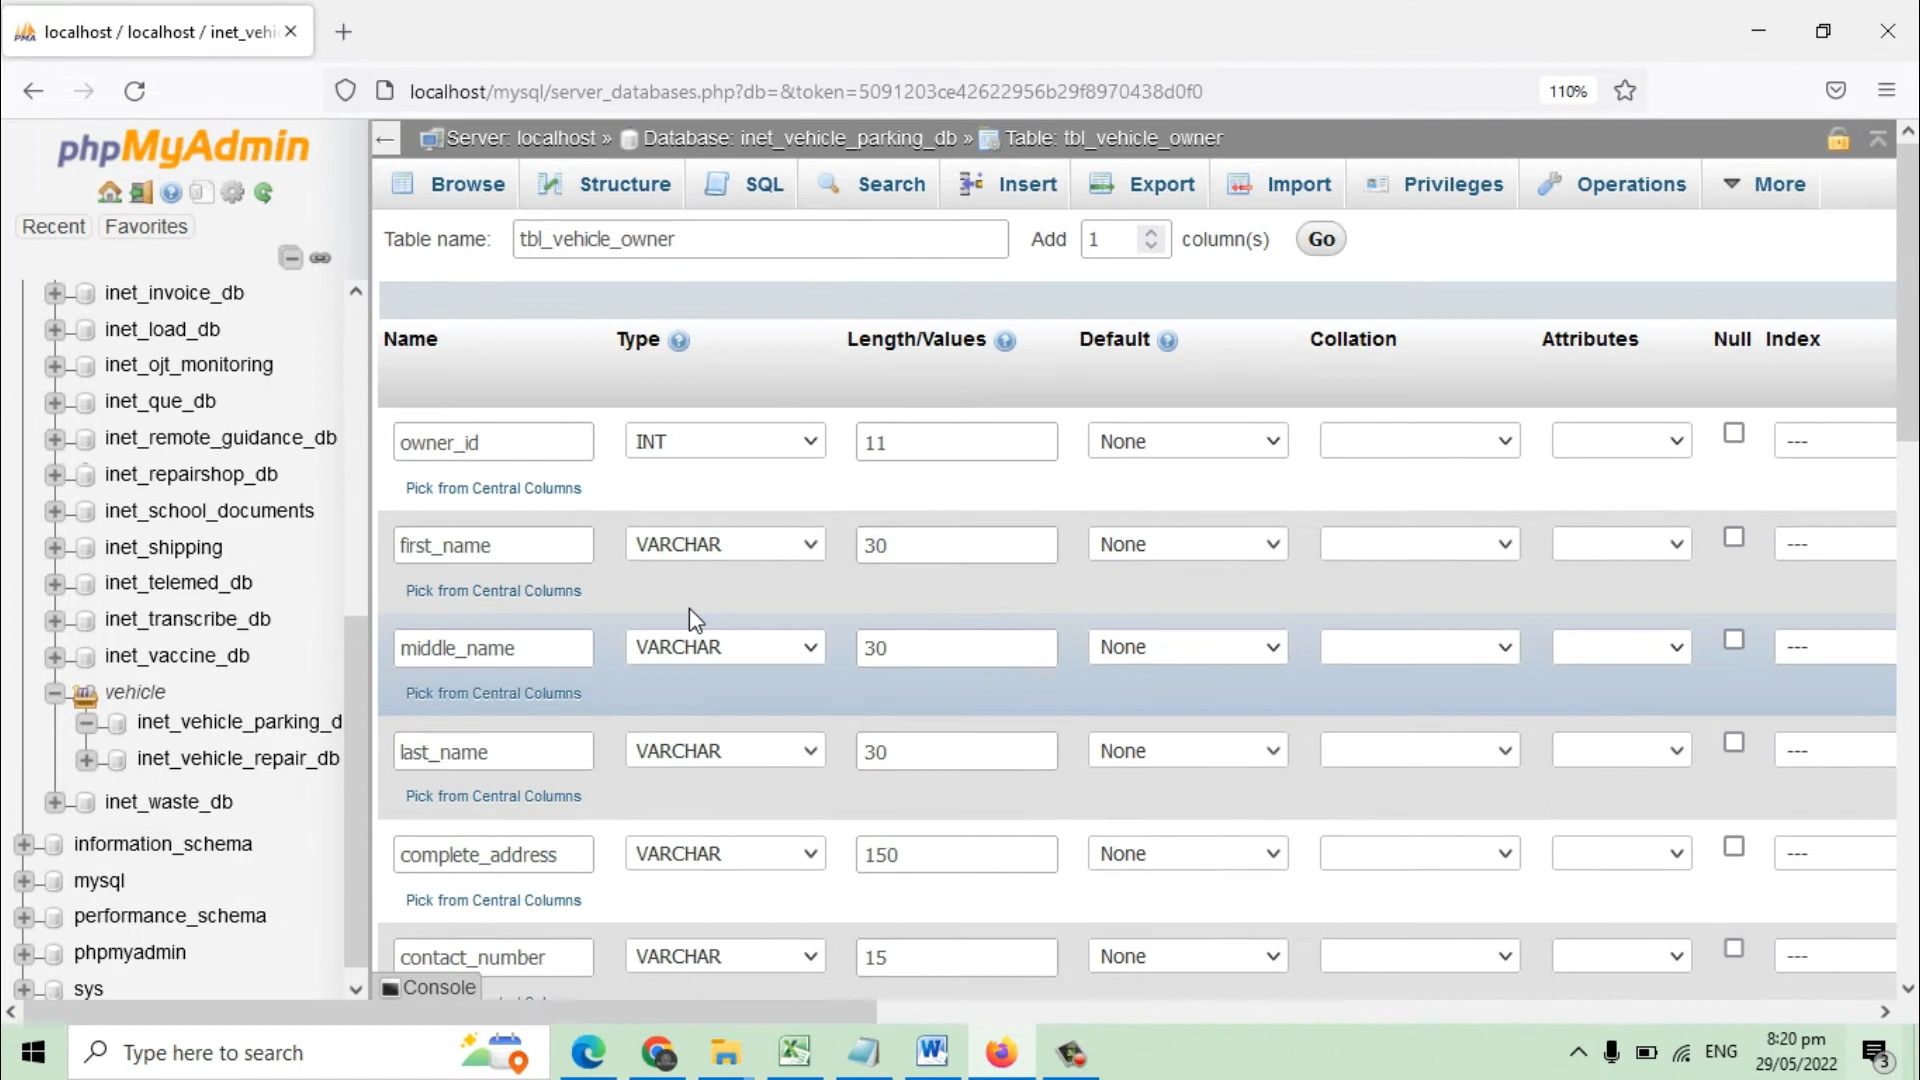 localhost / localhost / inet_vehi
localhost/mysql/server_databases.php?db=&token=5091203ce42622956b29f8970438d0f0
110%
phpMyAdmin
Recent
Favorites
inet_invoice_db
inet_load_db
inet_ojt_monitoring
inet_que_db
inet_remote_guidance_db
inet_repairshop_db
inet_school_documents
inet_shipping
inet_telemed_db
inet_transcribe_db
inet_vaccine_db
vehicle
inet_vehicle_parking_d
inet_vehicle_repair_db
inet_waste_db
information_schema
mysql
performance_schema
phpmyadmin
sys
Server: localhost » Database: inet_vehicle_parking_db » Table: tbl_vehicle_owner
Browse Structure SQL Search Insert Export Import Privileges Operations More
Table name: tbl_vehicle_owner Add 1 column(s) Go
Name Type Length/Values Default Collation Attributes Null Index
owner_id INT 11 None ---
Pick from Central Columns
first_name VARCHAR 30 None ---
Pick from Central Columns
middle_name VARCHAR 30 None ---
Pick from Central Columns
last_name VARCHAR 30 None ---
Pick from Central Columns
complete_address VARCHAR 150 None ---
Pick from Central Columns
contact_number VARCHAR 15 None ---
Console
Type here to search
ENG
8:20 pm
29/05/2022
3